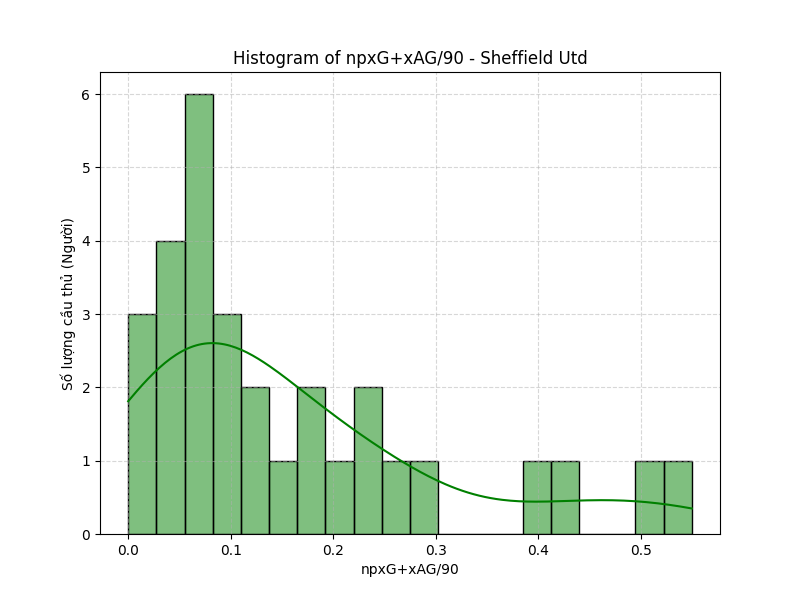 Histogram of npxG+xAG/90 - Sheffield Utd
Số lượng cầu thủ (Người)
6
5
4
3
2
1
0
0.0 0.1 0.2 0.3 0.4 0.5
npxG+xAG/90